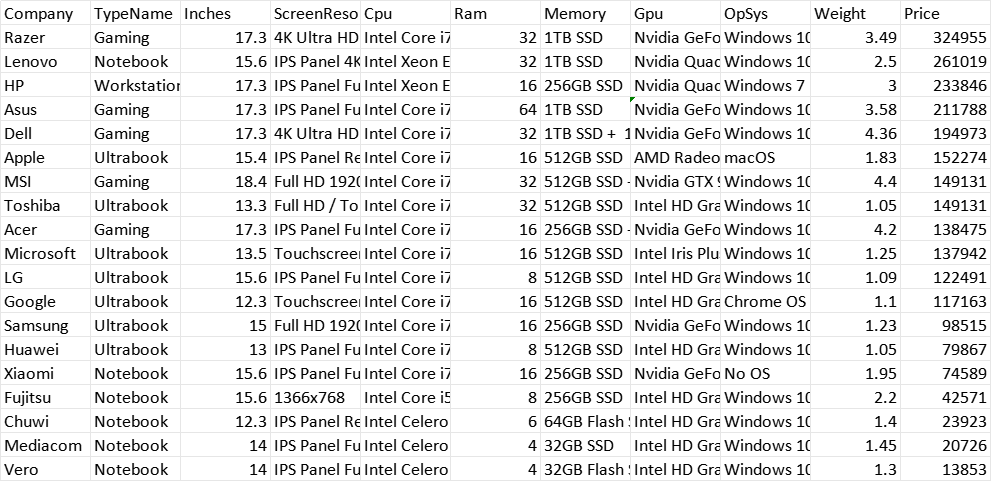 Company TypeName Inches ScreenReso Cpu Ram Memory Gpu OpSys Weight Price
Razer Gaming 17.3 4K Ultra HD Intel Core i7 32 1TB SSD Nvidia GeFo Windows 10 3.49 324955
Lenovo Notebook 15.6 IPS Panel 4K Intel Xeon E 32 1TB SSD Nvidia Quad Windows 10 2.5 261019
HP Workstation 17.3 IPS Panel Fu Intel Xeon E 16 256GB SSD Nvidia Quad Windows 7 3 233846
Asus Gaming 17.3 IPS Panel Fu Intel Core i7 64 1TB SSD Nvidia GeFo Windows 10 3.58 211788
Dell Gaming 17.3 4K Ultra HD Intel Core i7 32 1TB SSD + 1 Nvidia GeFo Windows 10 4.36 194973
Apple Ultrabook 15.4 IPS Panel Re Intel Core i7 16 512GB SSD AMD Radeo macOS 1.83 152274
MSI Gaming 18.4 Full HD 1920 Intel Core i7 32 512GB SSD Nvidia GTX 9 Windows 10 4.4 149131
Toshiba Ultrabook 13.3 Full HD / To Intel Core i7 32 512GB SSD Intel HD Gra Windows 10 1.05 149131
Acer Gaming 17.3 IPS Panel Fu Intel Core i7 16 256GB SSD Nvidia GeFo Windows 10 4.2 138475
Microsoft Ultrabook 13.5 Touchscreen Intel Core i7 16 512GB SSD Intel Iris Plu Windows 10 1.25 137942
LG Ultrabook 15.6 IPS Panel Fu Intel Core i7 8 512GB SSD Intel HD Gra Windows 10 1.09 122491
Google Ultrabook 12.3 Touchscreen Intel Core i7 16 512GB SSD Intel HD Gra Chrome OS 1.1 117163
Samsung Ultrabook 15 Full HD 1920 Intel Core i7 16 256GB SSD Nvidia GeFo Windows 10 1.23 98515
Huawei Ultrabook 13 IPS Panel Fu Intel Core i7 8 512GB SSD Intel HD Gra Windows 10 1.05 79867
Xiaomi Notebook 15.6 IPS Panel Fu Intel Core i7 16 256GB SSD Nvidia GeFo No OS 1.95 74589
Fujitsu Notebook 15.6 1366x768 Intel Core i5 8 256GB SSD Intel HD Gra Windows 10 2.2 42571
Chuwi Notebook 12.3 IPS Panel Re Intel Celero 6 64GB Flash Intel HD Gra Windows 10 1.4 23923
Mediacom Notebook 14 IPS Panel Fu Intel Celero 4 32GB SSD Intel HD Gra Windows 10 1.45 20726
Vero Notebook 14 IPS Panel Fu Intel Celero 4 32GB Flash Intel HD Gra Windows 10 1.3 13853